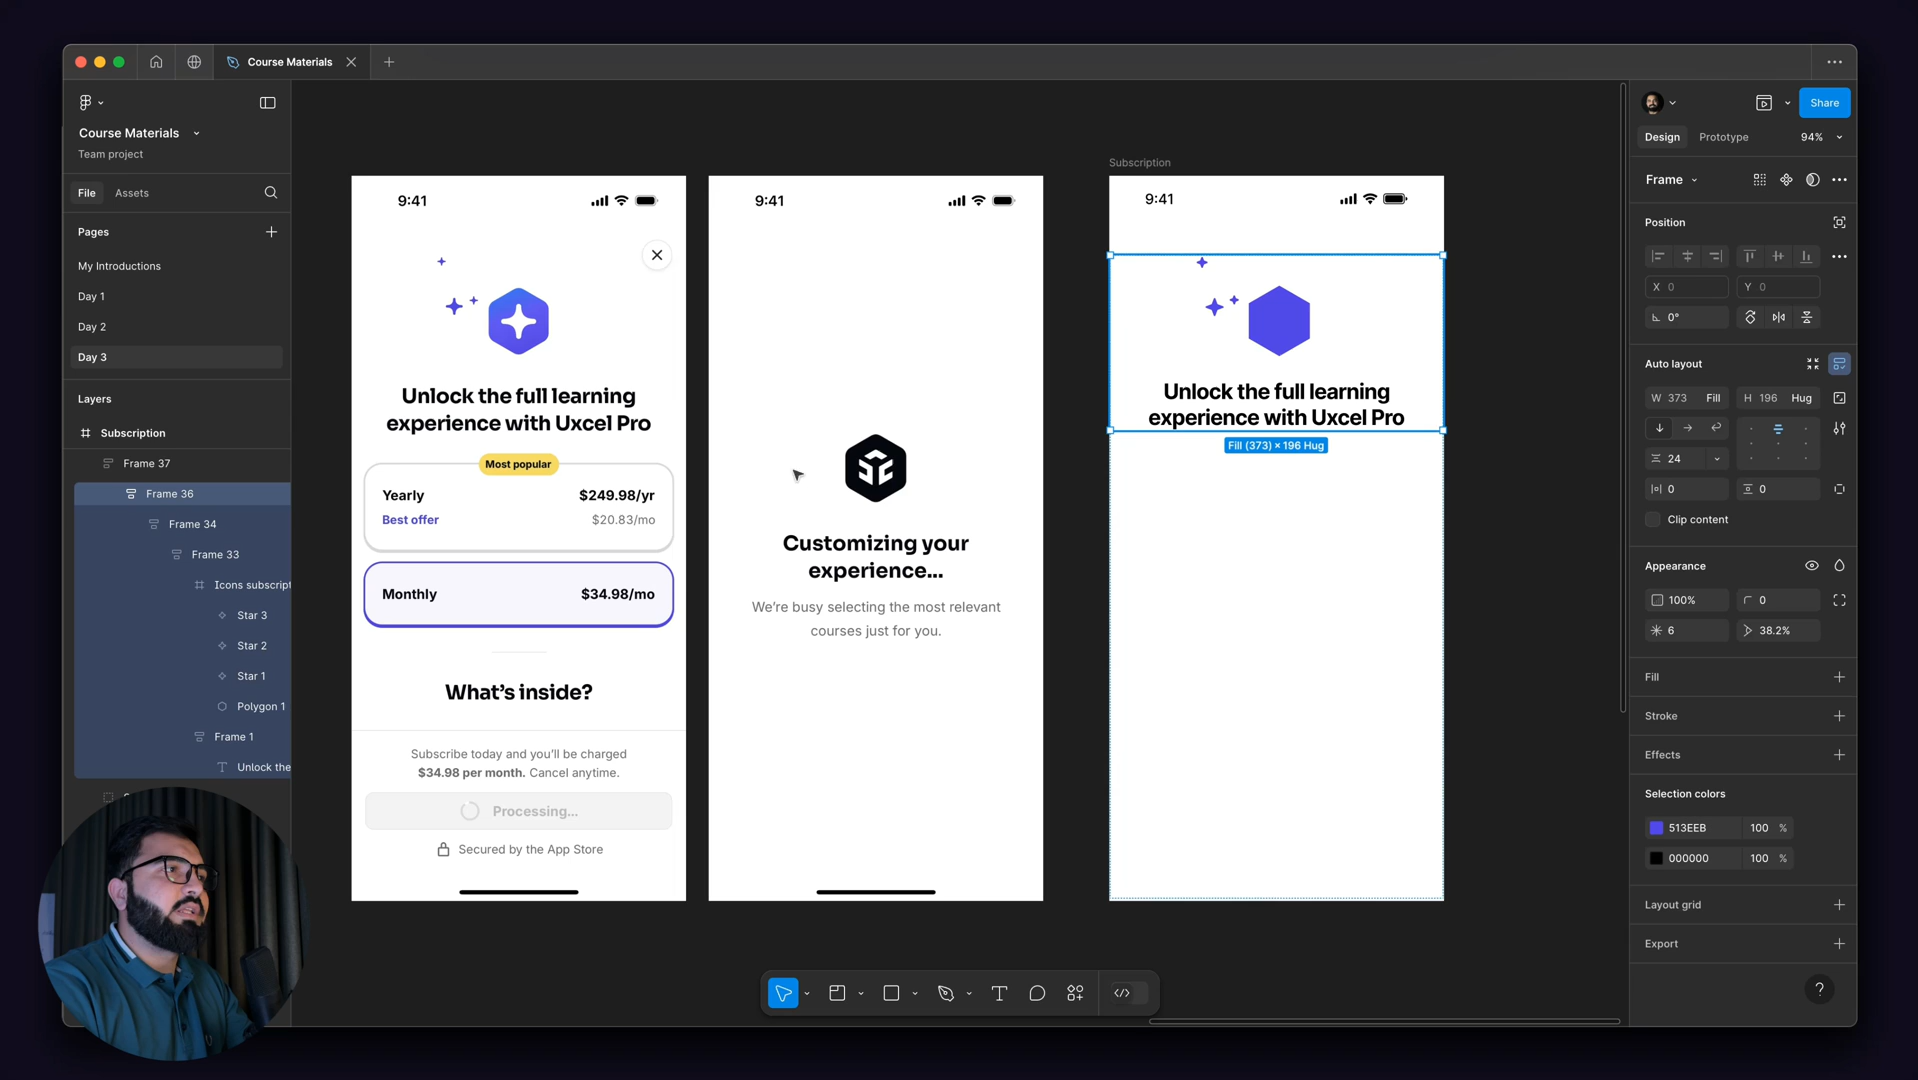 Course Materials
Course Materials
Team project
File
Assets
Pages
My Introductions
Day 1
Day 2
Day 3
Layers
Subscription
Frame 37
Frame 36
Frame 34
Frame 33
Icons subscript
Star 3
Star 2
Star 1
Polygon 1
Frame 1
Unlock the
9:41
Unlock the full learning
experience with Uxcel Pro
Most popular
Yearly
$249.98/yr
Best offer
$20.83/mo
Monthly
$34.98/mo
What's inside?
Subscribe today and you'll be charged
$34.98 per month. Cancel anytime.
Processing...
Secured by the App Store
9:41
Customizing your
experience...
We're busy selecting the most relevant
courses just for you.
Subscription
9:41
Unlock the full learning
experience with Uxcel Pro
Fill (373) × 196 Hug
Share
Design
Prototype
94%
Frame
Position
X 0
Y 0
0°
Auto layout
W 373 Fill
H 196 Hug
24
0
0
Clip content
Appearance
100%
0
6
38.2%
Fill
Stroke
Effects
Selection colors
513EEB 100 %
000000 100 %
Layout grid
Export
?